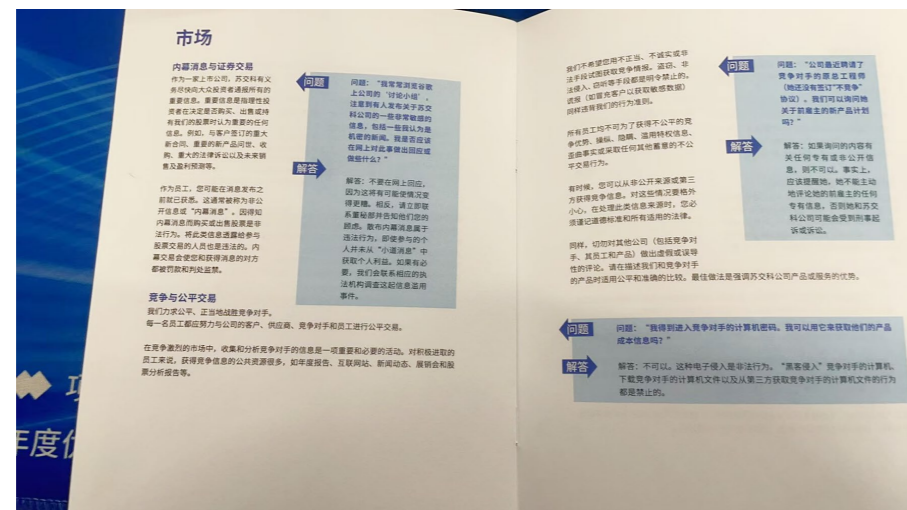 市场
内幕消息与证券交易
作为一家上市公司，苏交科有义
务尽快向大众投资者通报所有的
重要信息。重要信息是指理性投
资者在决定是否购买、出售或持
有我们的股票时认为重要的任何
信息。例如，与客户签订的重大
新合同、重要的新产品问世、收
购、重大的法律诉讼以及未来销
售及盈利预测等。
作为员工，您可能在消息发布之
前就已获悉。这通常被称为非公
开信息或“内幕消息”。因得知
内幕消息而购买或出售股票是非
法行为。将此类信息透露给参与
股票交易的人员也是违法的。内
幕交易会使您和获得消息的对方
都被罚款和判处监禁。
问题
问题：“我常常浏览谷歌
上公司的‘讨论小组’，
注意到有人发布关于苏交
科公司的一些非常敏感的
信息，包括一些我认为是
机密的新闻。我是否应该
在网上对此事做出回应或
做些什么？”
解答
解答：不要在网上回应，
因为这将有可能使情况变
得更糟。相反，请立即联
系董秘部并告知他们您的
顾虑。散布内幕消息属于
违法行为，即使参与的个
人并未从“小道消息”中
获取个人利益。如果有必
要，我们会联系相应的执
法机构调查这起信息滥用
事件。
竞争与公平交易
我们力求公平、正当地战胜竞争对手。
每一名员工都应努力与公司的客户、供应商、竞争对手和员工进行公平交易。
在竞争激烈的市场中，收集和分析竞争对手的信息是一项重要和必要的活动。对积极进取的
员工来说，获得竞争信息的公共资源很多，如年度报告、互联网站、新闻动态、展销会和股
票分析报告等。
我们不希望您用不正当、不诚实或非
法手段试图获取竞争情报。盗窃、非
法侵入、窃听等手段都是明令禁止的。
谎报（如冒充客户以获取敏感数据）
同样违背我们的行为准则。
所有员工均不可为了获得不公平的竞
争优势，操纵、隐瞒、滥用特权信息、
歪曲事实或采取任何其他蓄意的不公
平交易行为。
有时候，您可以从非公开来源或第三
方获得竞争信息。对这些情况要格外
小心，在处理此类信息来源时，您必
须谨记道德标准和所有适用的法律。
同样，切勿对其他公司（包括竞争对
手、其员工和产品）做出虚假或误导
性的评论。请在描述我们和竞争对手
的产品时适用公平和准确的比较。最佳做法是强调苏交科公司产品或服务的优势。
问题
问题：“公司最近聘请了
竞争对手的原总工程师
（她还没有签订“不竞争”
协议）。我们可以询问她
关于前雇主的新产品计划
吗？”
解答
解答：如果询问的内容有
关任何专有或非公开信
息，则不可以。事实上，
应该提醒她，她不能主动
地评论她的前雇主的任何
专有信息，否则她和苏交
科公司可能会受到刑事起
诉或诉讼。
问题
问题：“我得到进入竞争对手的计算机密码。我可以用它来获取他们的产品
成本信息吗？”
解答
解答：不可以。这种电子侵入是非法行为。“黑客侵入”竞争对手的计算机，
下载竞争对手的计算机文件以及从第三方获取竞争对手的计算机文件的行为
都是禁止的。
年度优